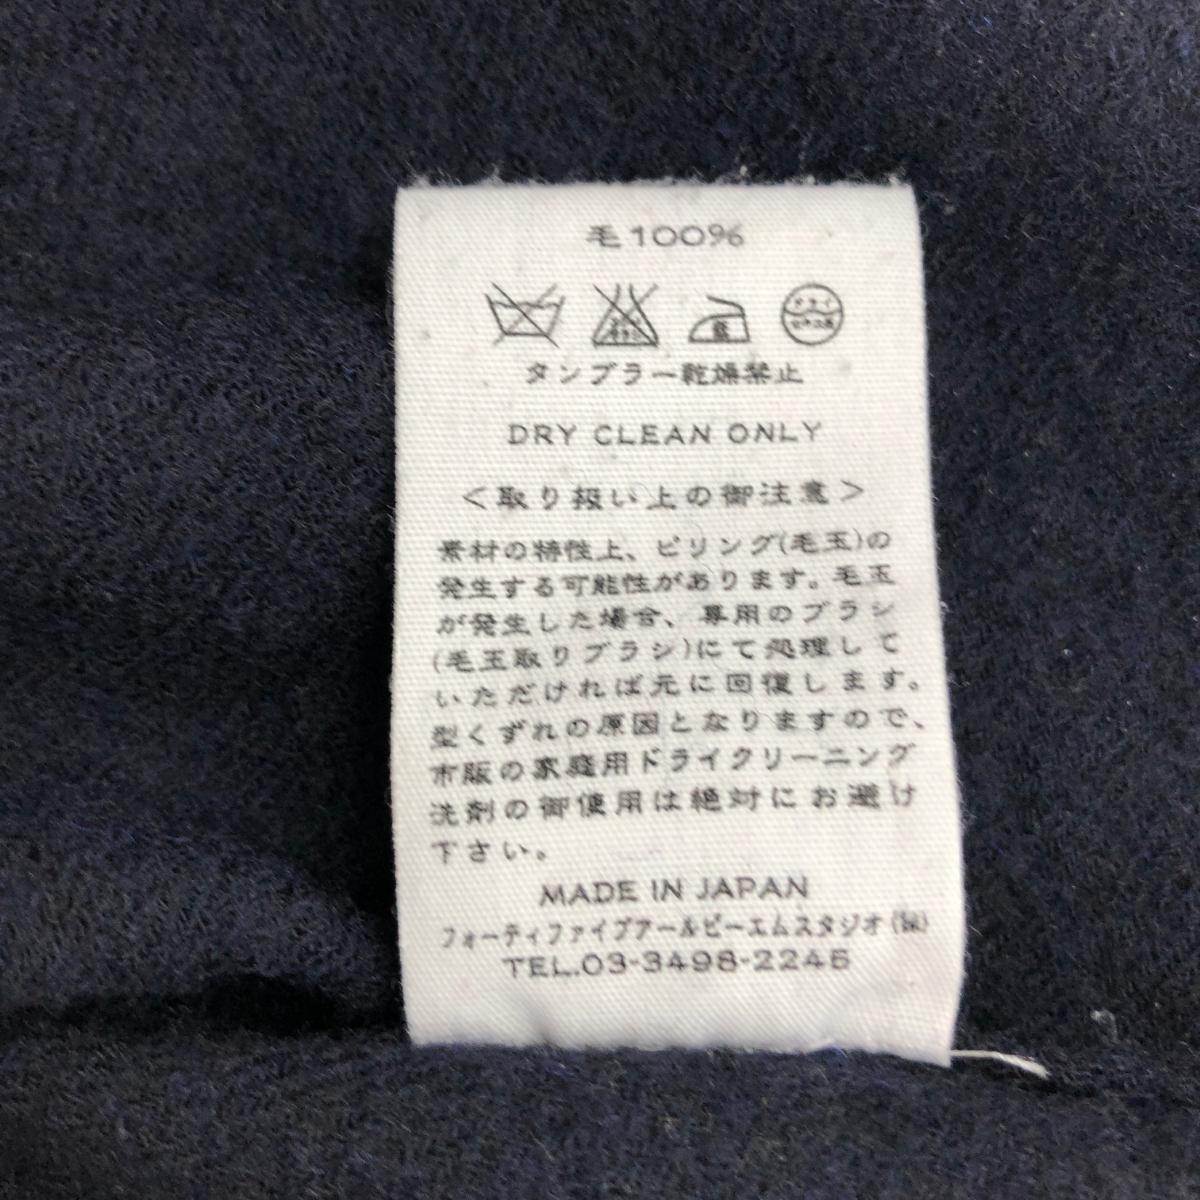 毛100%
タンブラー乾燥禁止
DRY CLEAN ONLY
<取り扱い上の御注意>
素材の特性上、ピリング(毛玉)の
発生する可能性があります。毛玉
が発生した場合、専用のブラシ
(毛玉取りブラシ)にて処理して
いただければ元に回復します。
型くずれの原因となりますので、
市販の家庭用ドライクリーニング
洗剤の御使用は絶対にお避け
下さい。
MADE IN JAPAN
フォーティファイブアールピーエムスタジオ(株)
TEL.03-3498-2245